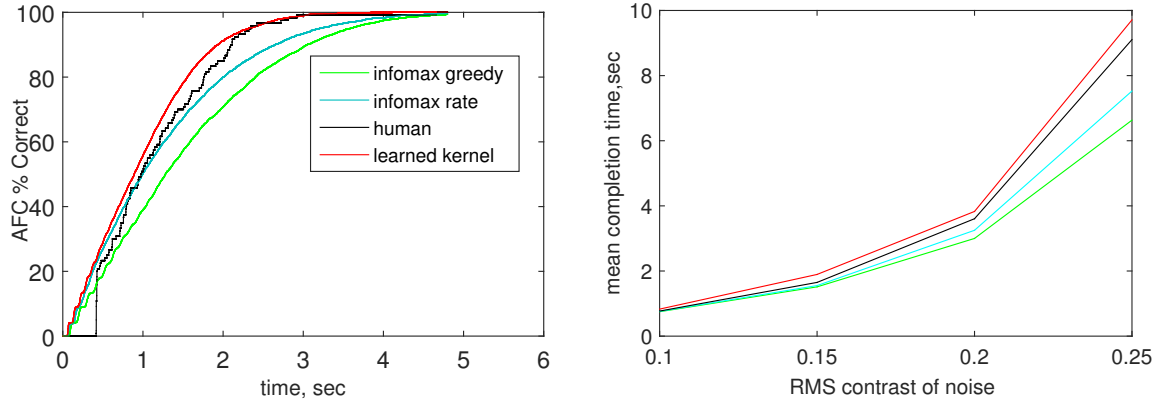 100
80
60
40
20
0
AFC % Correct
0 1 2 3 4 5 6
time, sec
infomax greedy
infomax rate
human
learned kernel
10
8
6
4
2
0
mean completion time,sec
0.1 0.15 0.2 0.25
RMS contrast of noise